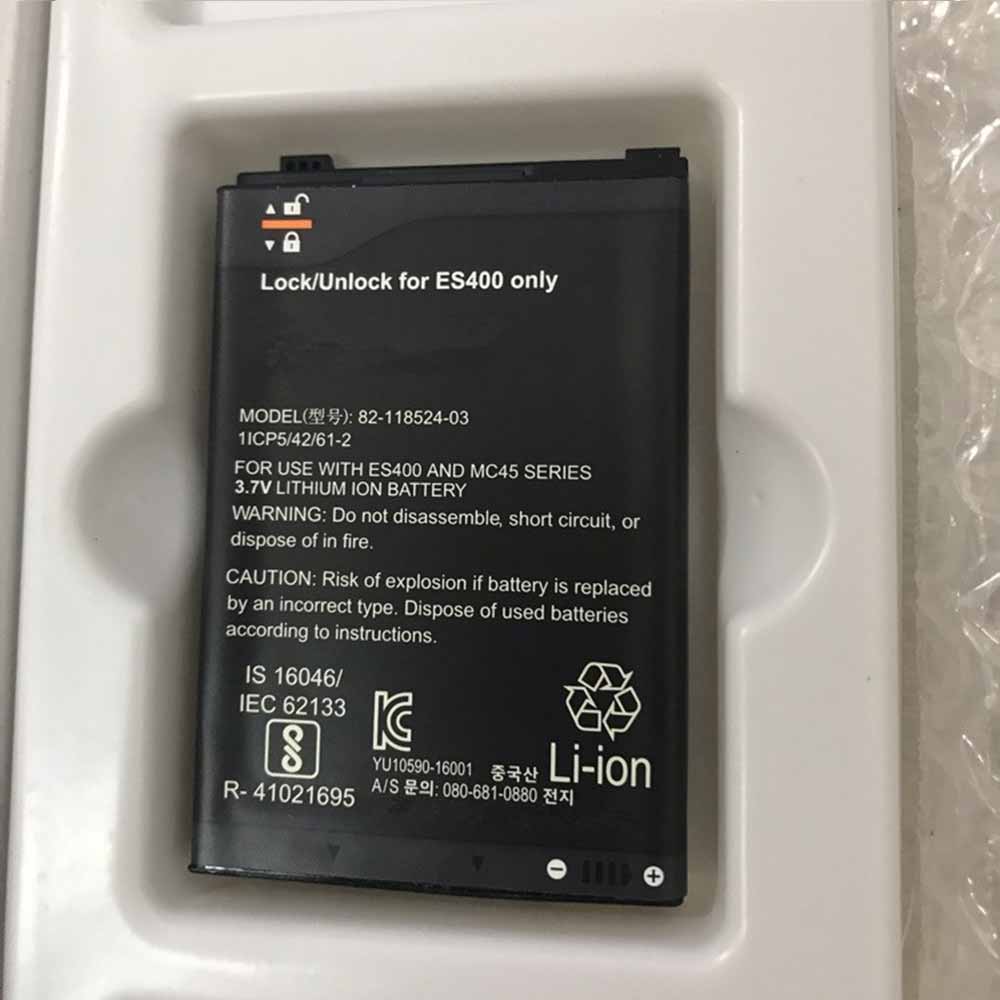 Lock/Unlock for ES400 only
MODEL(型号): 82-118524-03
1ICP5/42/61-2
FOR USE WITH ES400 AND MC45 SERIES
3.7V LITHIUM ION BATTERY
WARNING: Do not disassemble, short circuit, or
dispose of in fire.
CAUTION: Risk of explosion if battery is replaced
by an incorrect type. Dispose of used batteries
according to instructions.
IS 16046/
IEC 62133
R- 41021695
YU10590-16001 중국산
A/S 문의: 080-681-0880 전지
Li-ion